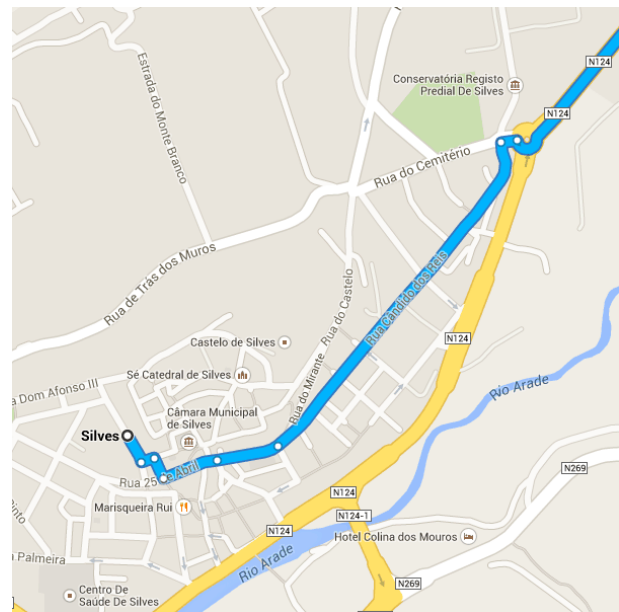 Conservatória Registo
Predial De Silves
N124
N124
Estrada do Monte Branco
Rua do Cemitério
Rua de Trás dos Muros
Rua do Castelo
Rua Cândido dos Reis
Castelo de Silves
N124
Rua do Mirante
Sé Catedral de Silves
a Dom Afonso III
Rio Arade
Câmara Municipal
de Silves
Silves
Rua 25 de Abril
N269
N124
Marisqueira Rui
N124-1
Pinto
N124
Hotel Colina dos Mouros
Palmeira
Rio Arade
N269
Centro De
Saúde De Silves